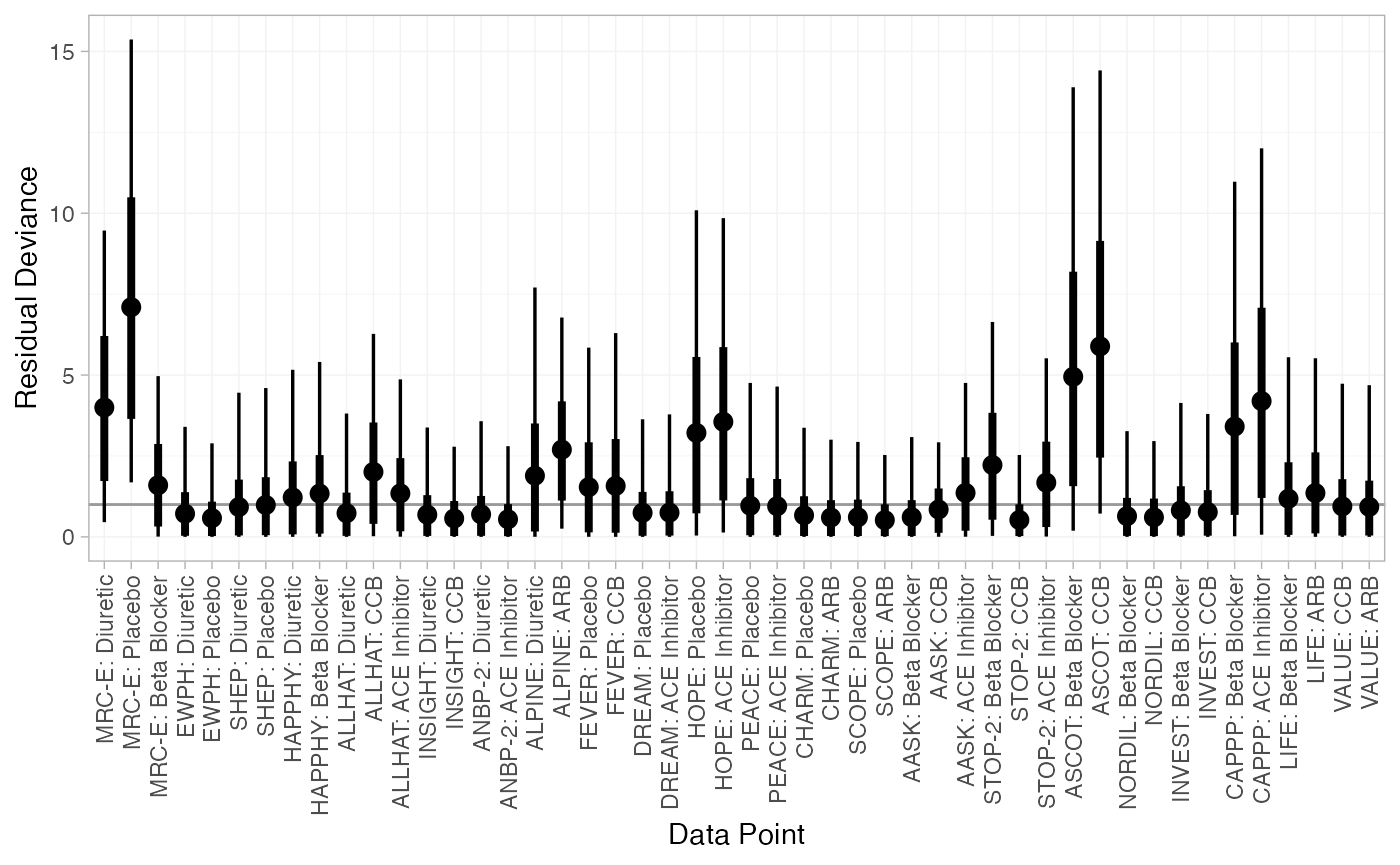 Residual Deviance
15
10
5
0
MRC-E: Diuretic
MRC-E: Placebo
MRC-E: Beta Blocker
EWPH: Diuretic
EWPH: Placebo
SHEP: Diuretic
SHEP: Placebo
HAPPHY: Diuretic
HAPPHY: Beta Blocker
ALLHAT: Diuretic
ALLHAT: CCB
ALLHAT: ACE Inhibitor
INSIGHT: Diuretic
INSIGHT: CCB
ANBP-2: Diuretic
ANBP-2: ACE Inhibitor
ALPINE: Diuretic
ALPINE: ARB
FEVER: Placebo
FEVER: CCB
DREAM: Placebo
DREAM: ACE Inhibitor
HOPE: Placebo
HOPE: ACE Inhibitor
PEACE: Placebo
PEACE: ACE Inhibitor
CHARM: Placebo
CHARM: ARB
SCOPE: Placebo
SCOPE: ARB
AASK: Beta Blocker
AASK: CCB
AASK: ACE Inhibitor
STOP-2: Beta Blocker
STOP-2: CCB
STOP-2: ACE Inhibitor
ASCOT: Beta Blocker
ASCOT: CCB
NORDIL: Beta Blocker
NORDIL: CCB
INVEST: Beta Blocker
INVEST: CCB
CAPPP: Beta Blocker
CAPPP: ACE Inhibitor
LIFE: Beta Blocker
LIFE: ARB
VALUE: CCB
VALUE: ARB
Data Point